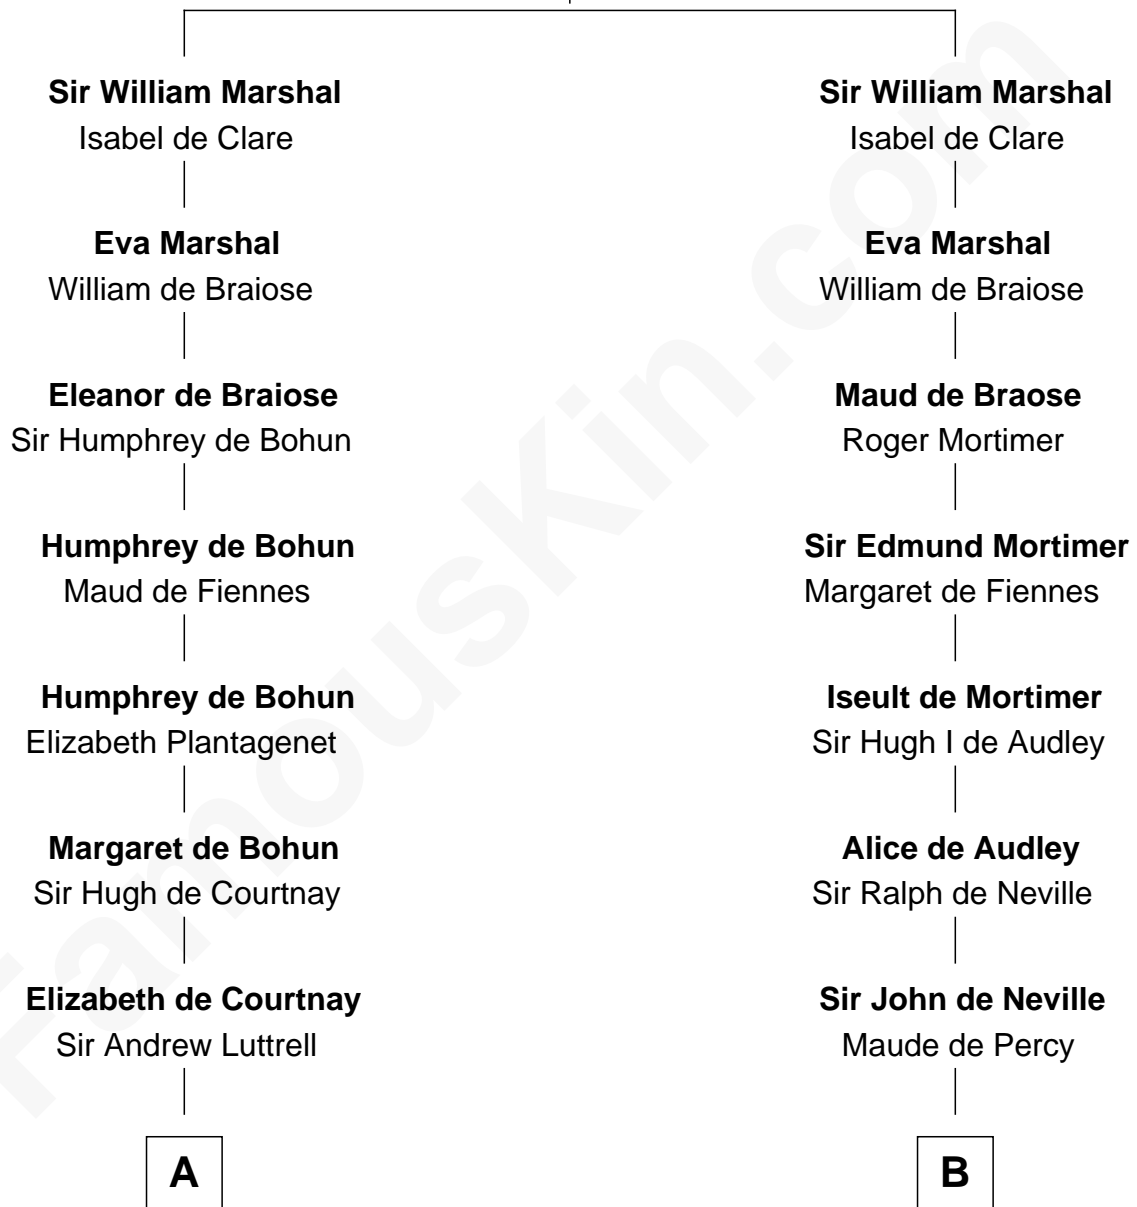 Sir William Marshal
Isabel de Clare
Eva Marshal
William de Braiose
Eleanor de Braiose
Sir Humphrey de Bohun
Humphrey de Bohun
Maud de Fiennes
Humphrey de Bohun
Elizabeth Plantagenet
Margaret de Bohun
Sir Hugh de Courtnay
Elizabeth de Courtnay
Sir Andrew Luttrell
A
Sir William Marshal
Isabel de Clare
Eva Marshal
William de Braiose
Maud de Braose
Roger Mortimer
Sir Edmund Mortimer
Margaret de Fiennes
Iseult de Mortimer
Sir Hugh I de Audley
Alice de Audley
Sir Ralph de Neville
Sir John de Neville
Maude de Percy
B
FamousKin.com